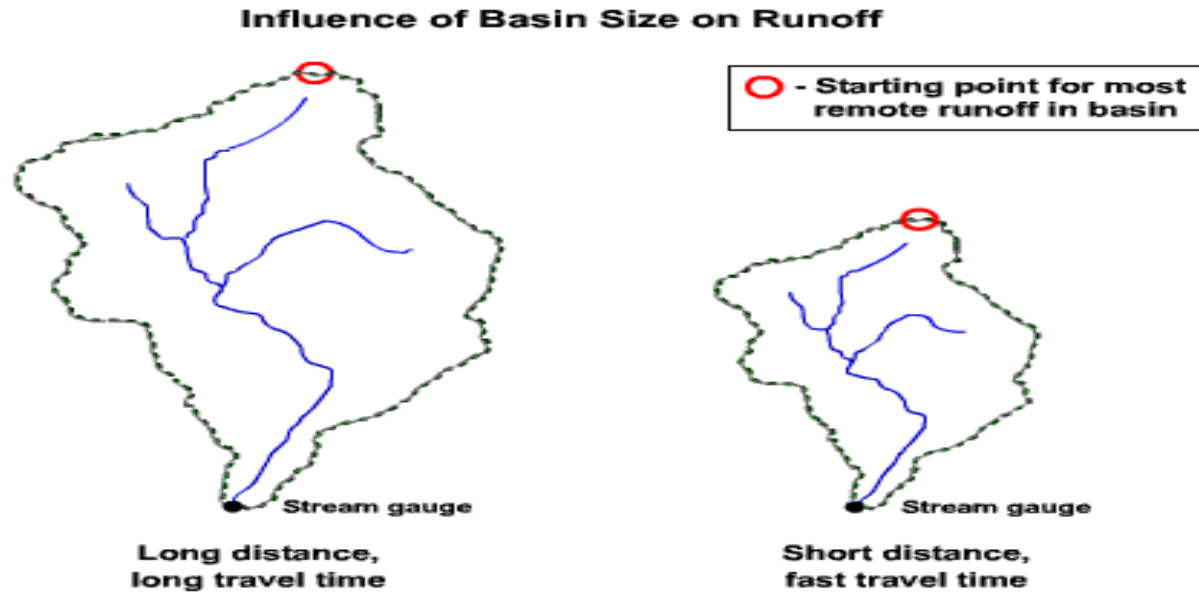 Influence of Basin Size on Runoff
- Starting point for most
remote runoff in basin
Stream gauge
Long distance,
long travel time
Stream gauge
Short distance,
fast travel time